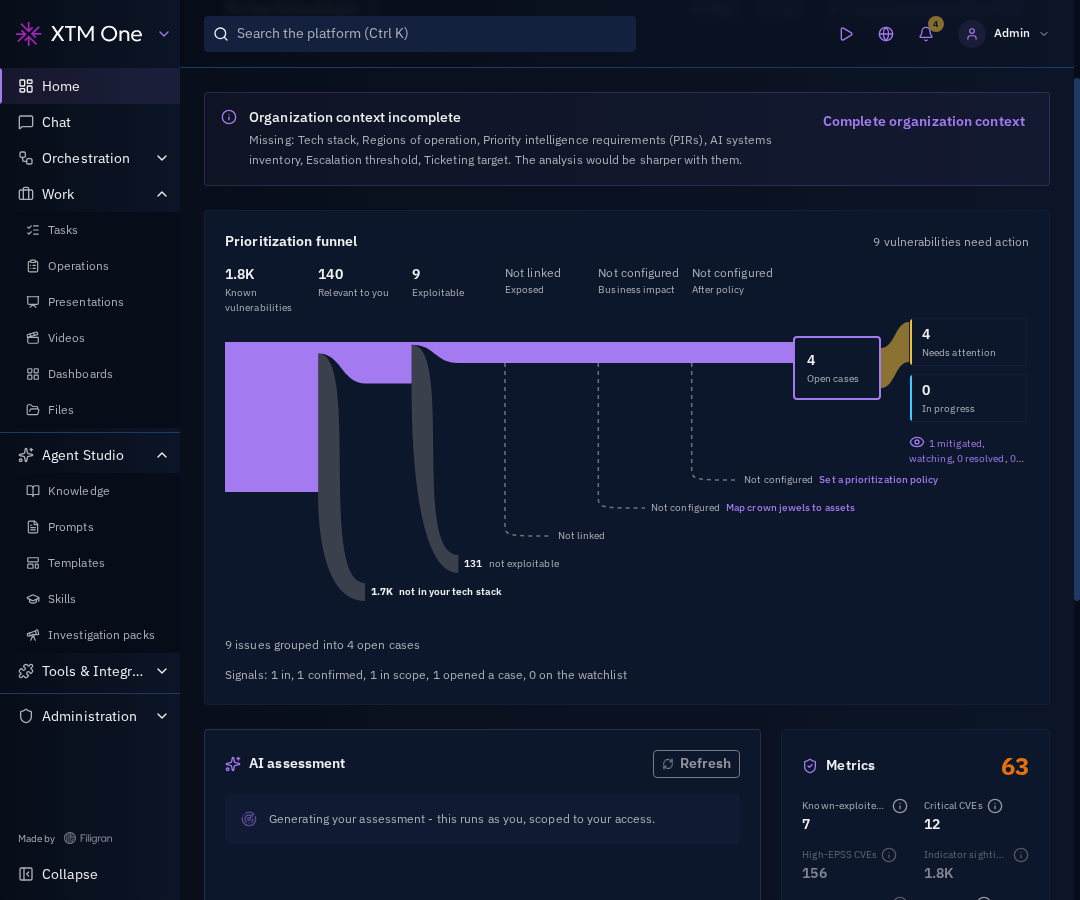 XTM One
Search the platform (Ctrl K)
4
Admin
Home
Chat
Orchestration
Work
Tasks
Operations
Presentations
Videos
Dashboards
Files
Agent Studio
Knowledge
Prompts
Templates
Skills
Investigation packs
Tools & Integr...
Administration
Made by Filigran
Collapse
Organization context incomplete
Missing: Tech stack, Regions of operation, Priority intelligence requirements (PIRs), AI systems
inventory, Escalation threshold, Ticketing target. The analysis would be sharper with them.
Complete organization context
Prioritization funnel
9 vulnerabilities need action
1.8K
Known
vulnerabilities
140
Relevant to you
9
Exploitable
Not linked
Exposed
Not configured
Business impact
Not configured
After policy
4
Open cases
4
Needs attention
0
In progress
1 mitigated,
watching, 0 resolved, 0...
Not configured Set a prioritization policy
Not configured Map crown jewels to assets
Not linked
131 not exploitable
1.7K not in your tech stack
9 issues grouped into 4 open cases
Signals: 1 in, 1 confirmed, 1 in scope, 1 opened a case, 0 on the watchlist
AI assessment
Refresh
Generating your assessment - this runs as you, scoped to your access.
Metrics
63
Known-exploite...
7
Critical CVEs
12
High-EPSS CVEs
156
Indicator sighti...
1.8K